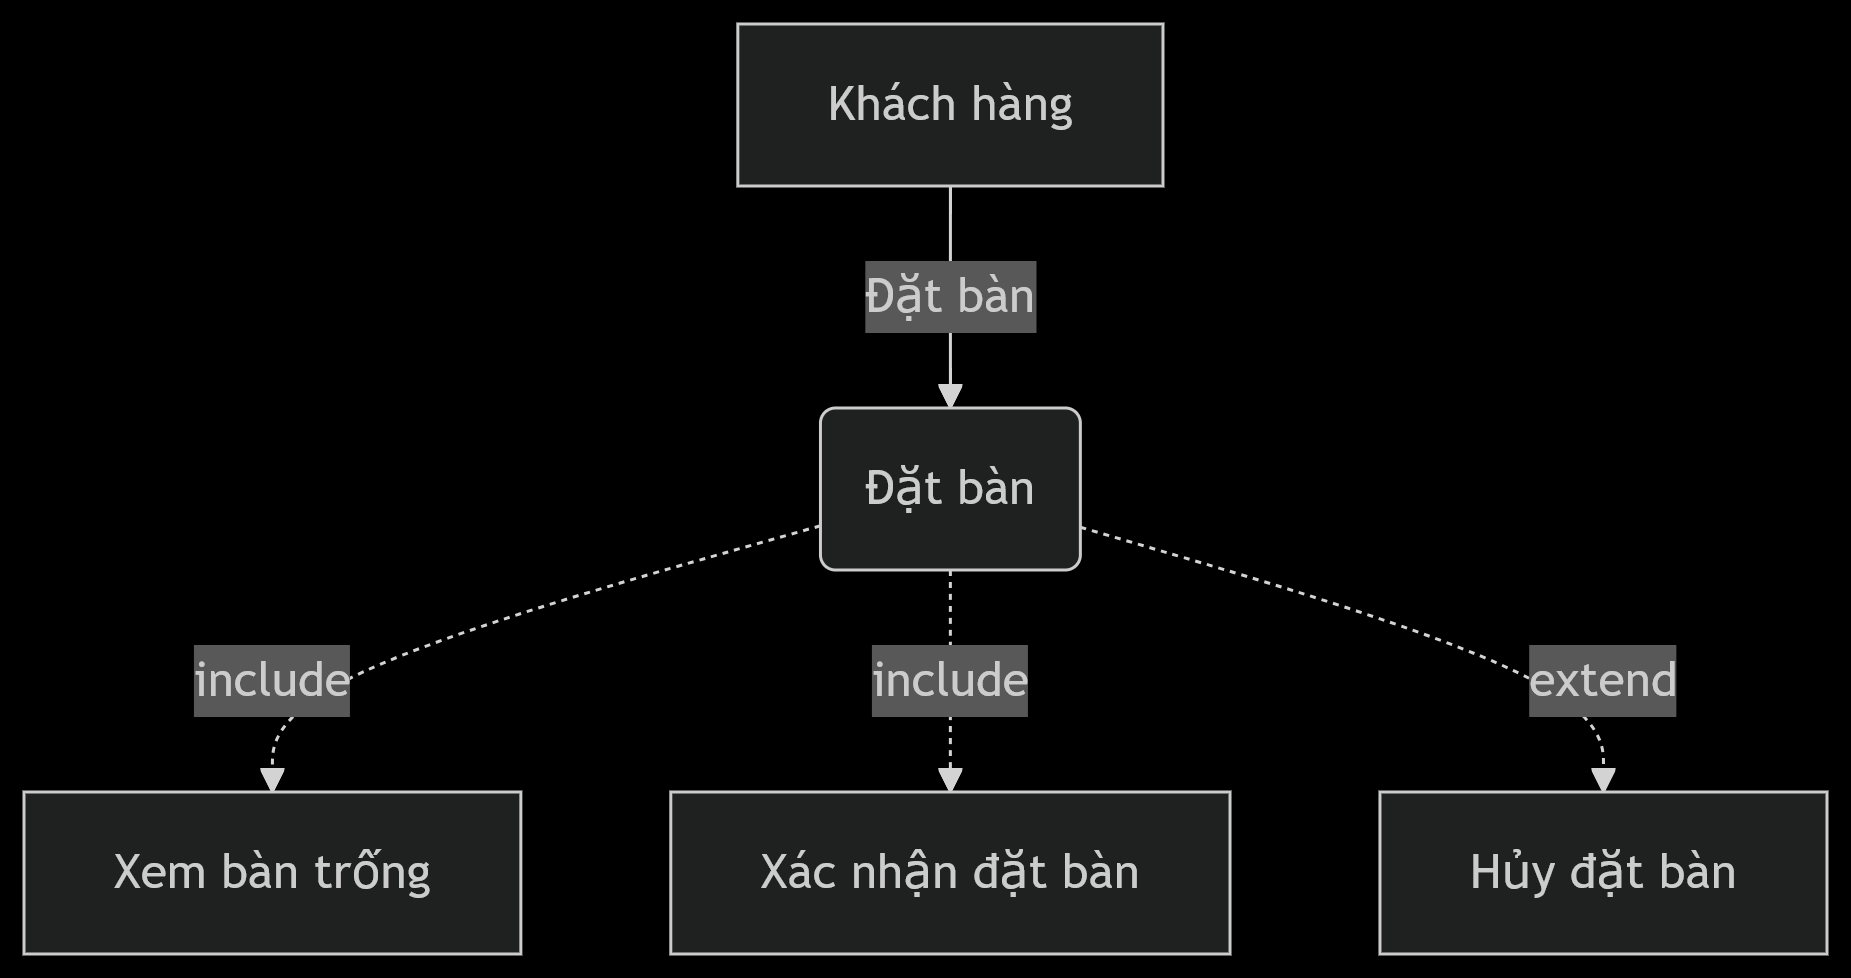 Khách hàng
Đặt bàn
Đặt bàn
include
include
extend
Xem bàn trống
Xác nhận đặt bàn
Hủy đặt bàn